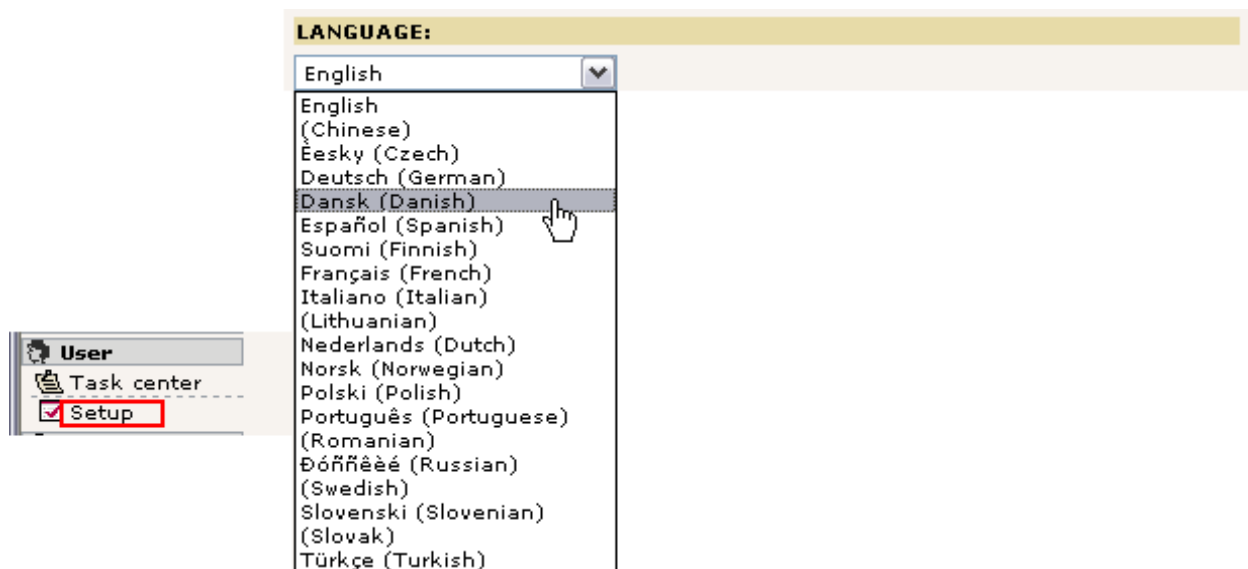 LANGUAGE:
English
English
(Chinese)
Èesky (Czech)
Deutsch (German)
Dansk (Danish)
Español (Spanish)
Suomi (Finnish)
Français (French)
Italiano (Italian)
(Lithuanian)
Nederlands (Dutch)
Norsk (Norwegian)
Polski (Polish)
Português (Portuguese)
(Romanian)
Ðóññêèé (Russian)
(Swedish)
Slovenski (Slovenian)
(Slovak)
Türkçe (Turkish)
User
Task center
Setup